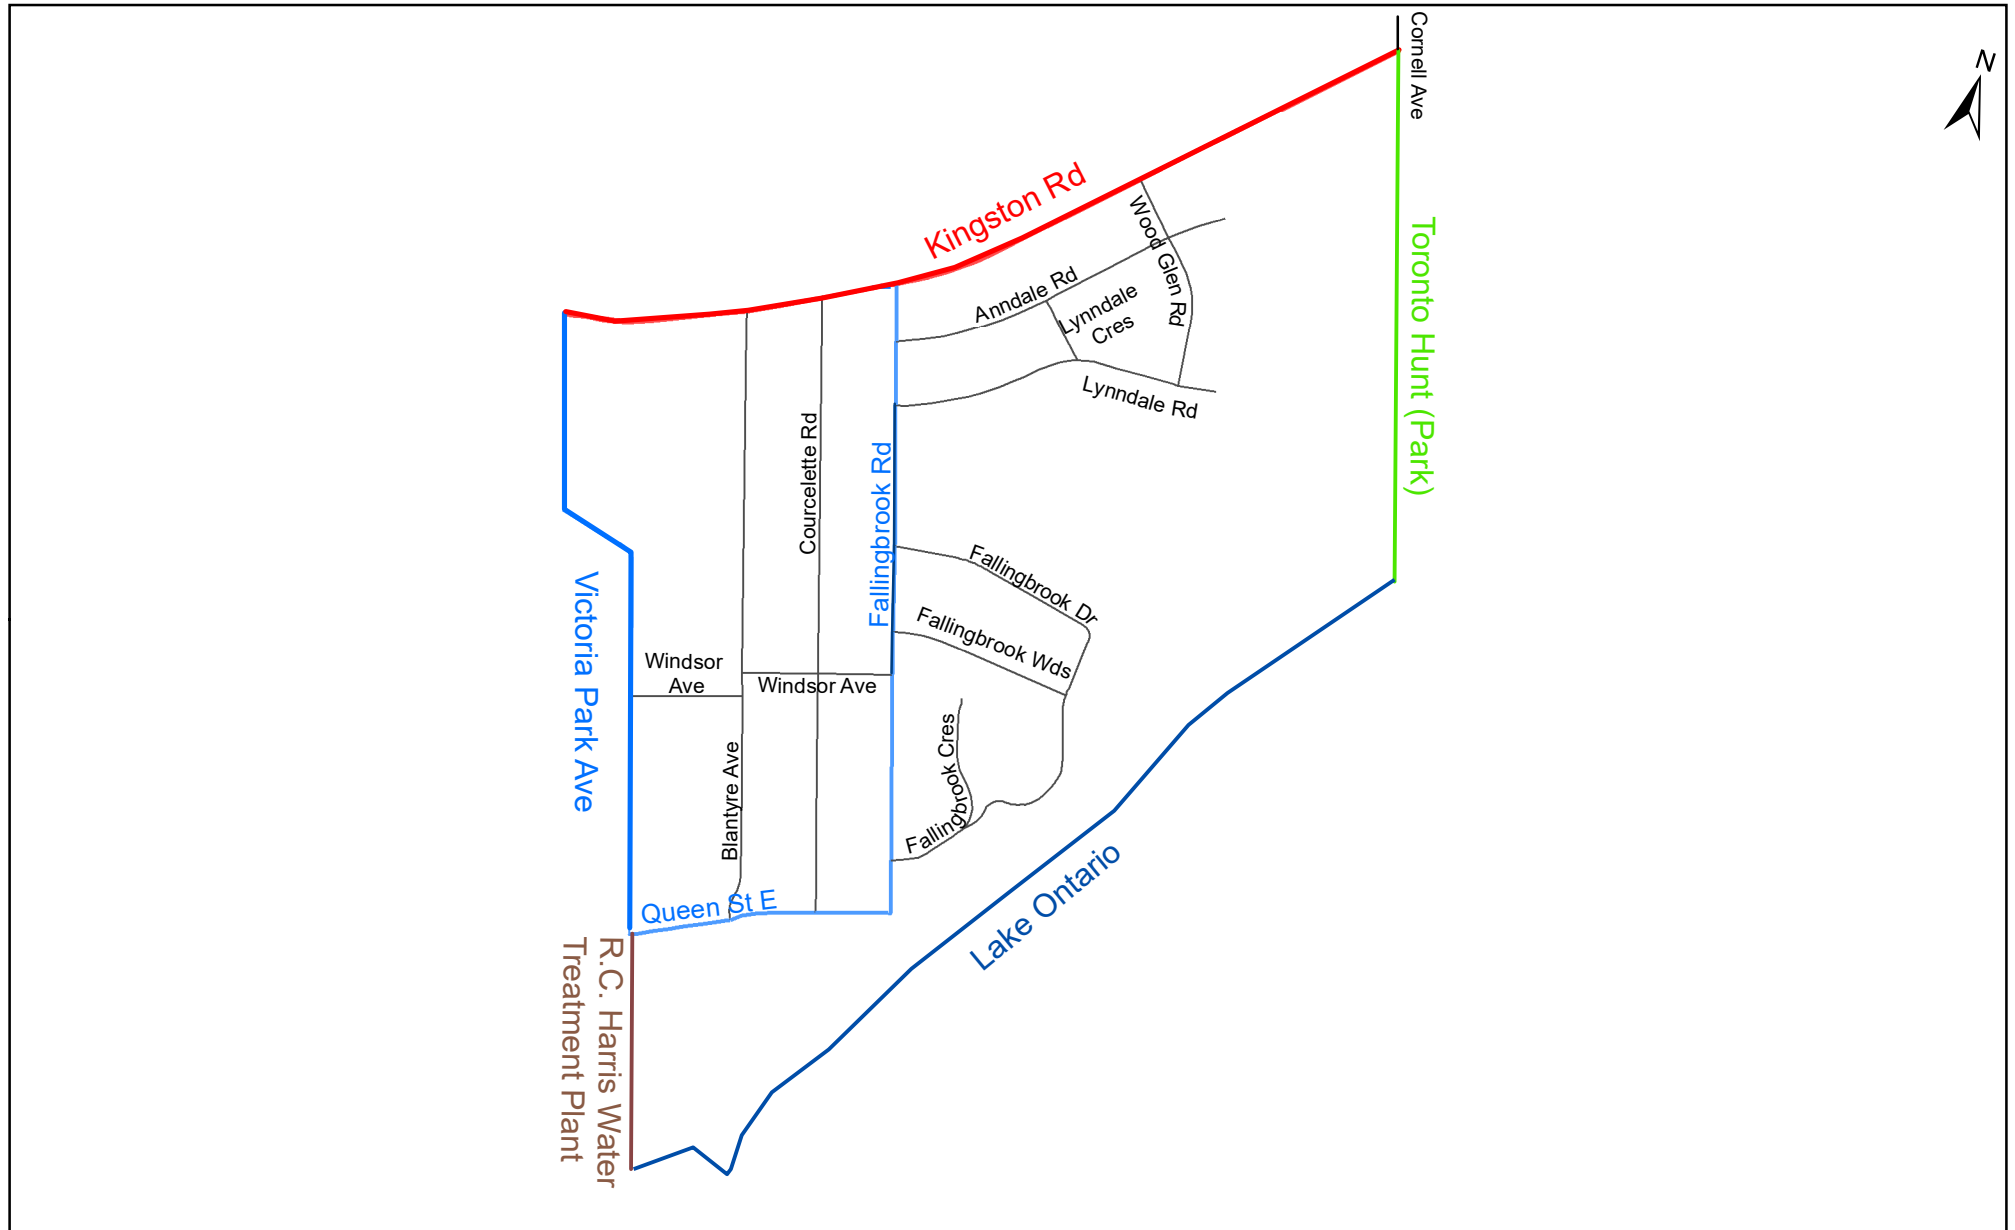 Cornell Ave
N
Kingston Rd
Wood Glen Rd
Anndale Rd
Lynndale
Cres
Lynndale Rd
Toronto Hunt (Park)
Courcelette Rd
Fallingbrook Rd
Fallingbrook Dr
Fallingbrook Wds
Victoria Park Ave
Windsor
Ave
Windsor Ave
Blantyre Ave
Fallingbrook Cres
Queen St E
Lake Ontario
R.C. Harris Water
Treatment Plant